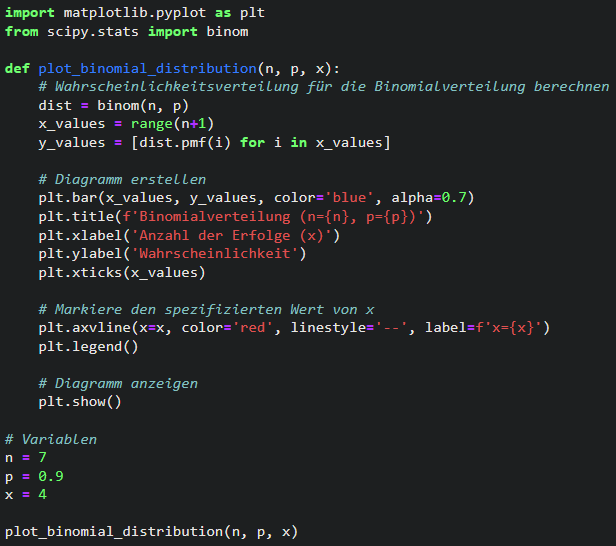 import matplotlib.pyplot as plt
from scipy.stats import binom

def plot_binomial_distribution(n, p, x):
    # Wahrscheinlichkeitsverteilung für die Binomialverteilung berechnen
    dist = binom(n, p)
    x_values = range(n+1)
    y_values = [dist.pmf(i) for i in x_values]

    # Diagramm erstellen
    plt.bar(x_values, y_values, color='blue', alpha=0.7)
    plt.title(f'Binomialverteilung (n={n}, p={p})')
    plt.xlabel('Anzahl der Erfolge (x)')
    plt.ylabel('Wahrscheinlichkeit')
    plt.xticks(x_values)

    # Markiere den spezifizierten Wert von x
    plt.axvline(x=x, color='red', linestyle='--', label=f'x={x}')
    plt.legend()

    # Diagramm anzeigen
    plt.show()

# Variablen
n = 7
p = 0.9
x = 4

plot_binomial_distribution(n, p, x)